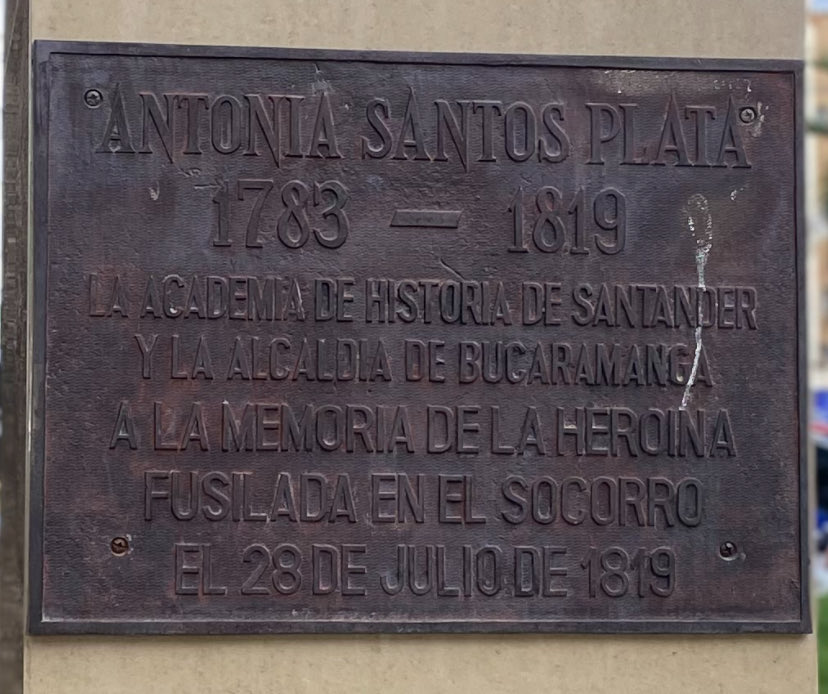 ANTONIA SANTOS PLATA
1783 — 1819
LA ACADEMIA DE HISTORIA DE SANTANDER
Y LA ALCALDIA DE BUCARAMANGA
A LA MEMORIA DE LA HEROINA
FUSILADA EN EL SOCORRO
EL 28 DE JULIO DE 1819